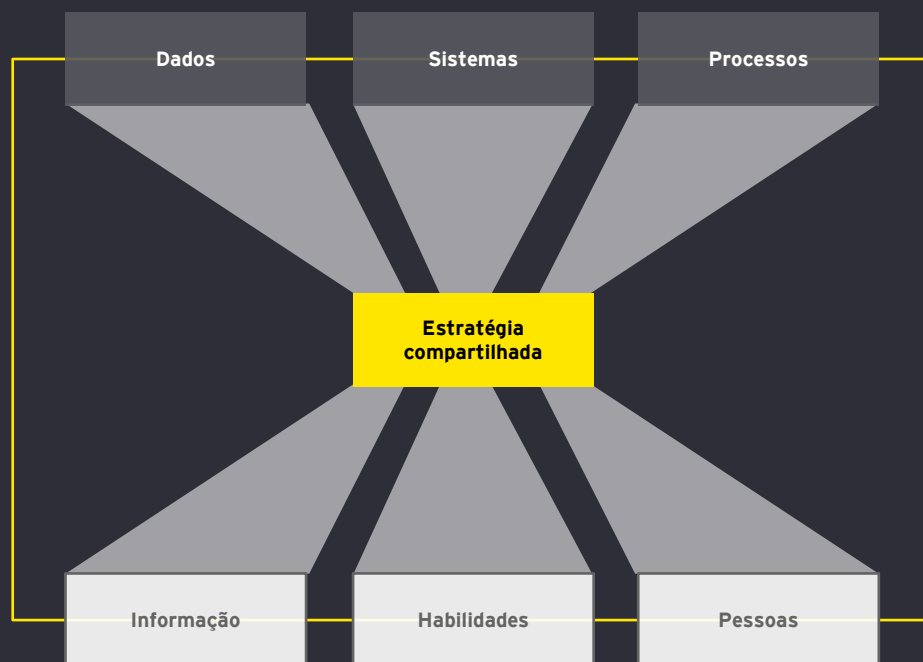 Dados
Sistemas
Processos
Estratégia
compartilhada
Informação
Habilidades
Pessoas